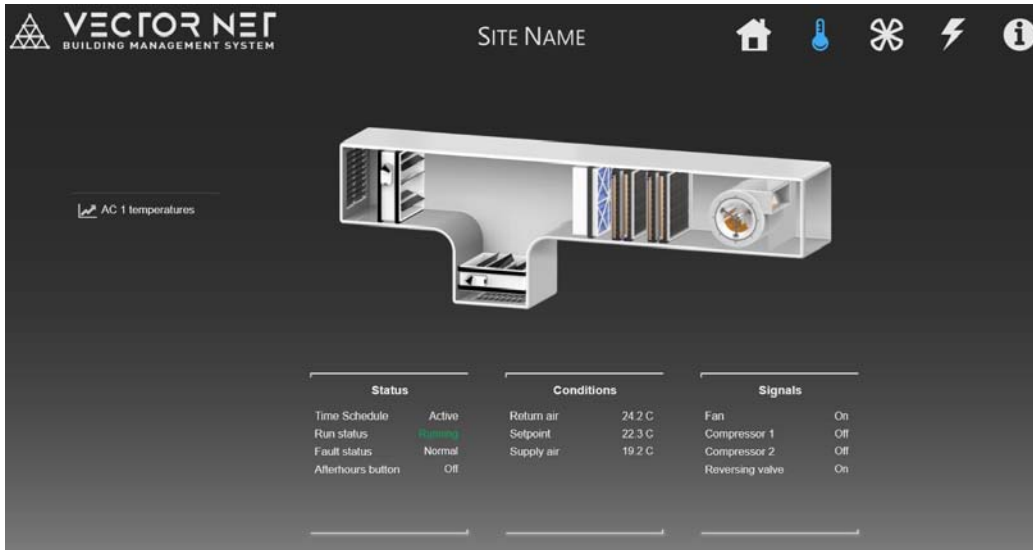 VECTOR NET
BUILDING MANAGEMENT SYSTEM
SITE NAME
AC 1 temperatures
Status
Time Schedule Active
Run status Running
Fault status Normal
Afterhours button Off
Conditions
Return air 24.2 C
Setpoint 22.3 C
Supply air 19.2 C
Signals
Fan On
Compressor 1 Off
Compressor 2 Off
Reversing valve On